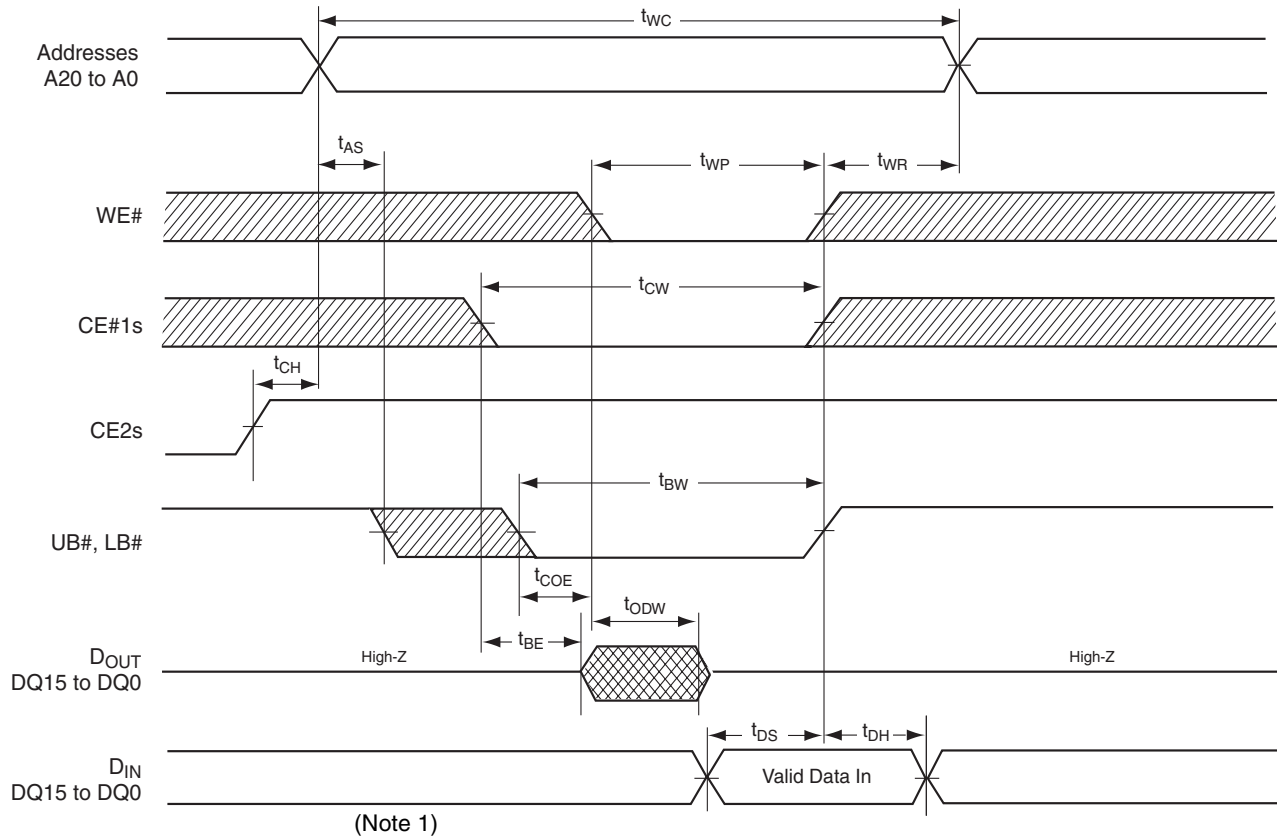 tWC
Addresses
A20 to A0
tAS
tWP
tWR
WE#
tCW
CE#1s
tCH
CE2s
tBW
UB#, LB#
tCOE
tODW
tBE
DOUT
DQ15 to DQ0
High-Z
High-Z
tDS
tDH
DIN
DQ15 to DQ0
Valid Data In
(Note 1)